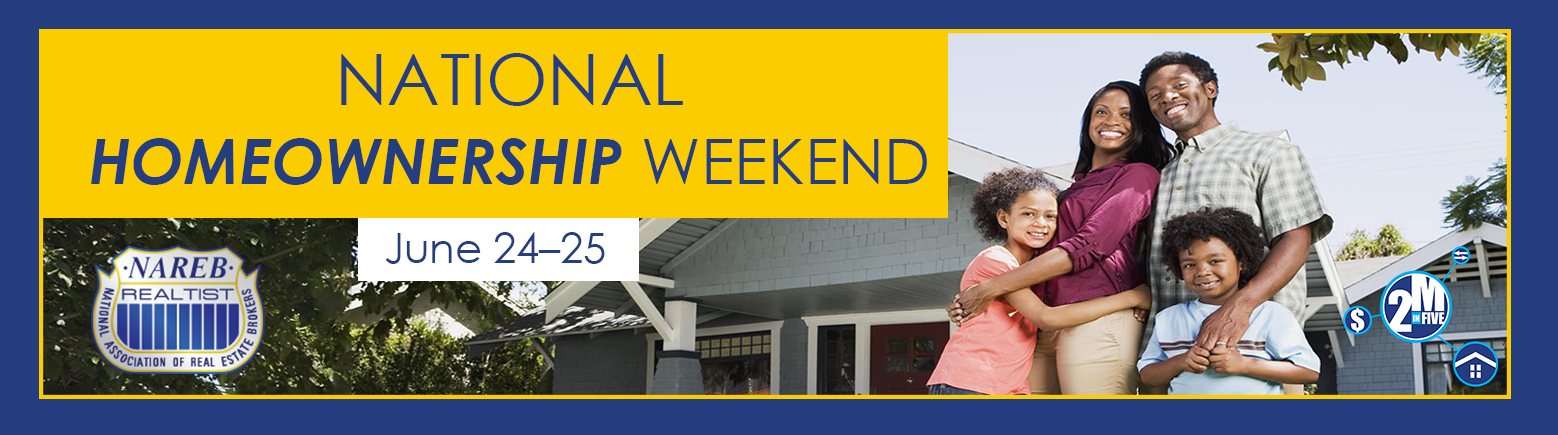 NATIONAL
HOMEOWNERSHIP WEEKEND
June 24–25
·NAREB·
REALTIST
NATIONAL ASSOCIATION OF REAL ESTATE BROKERS
$
2M
IN FIVE